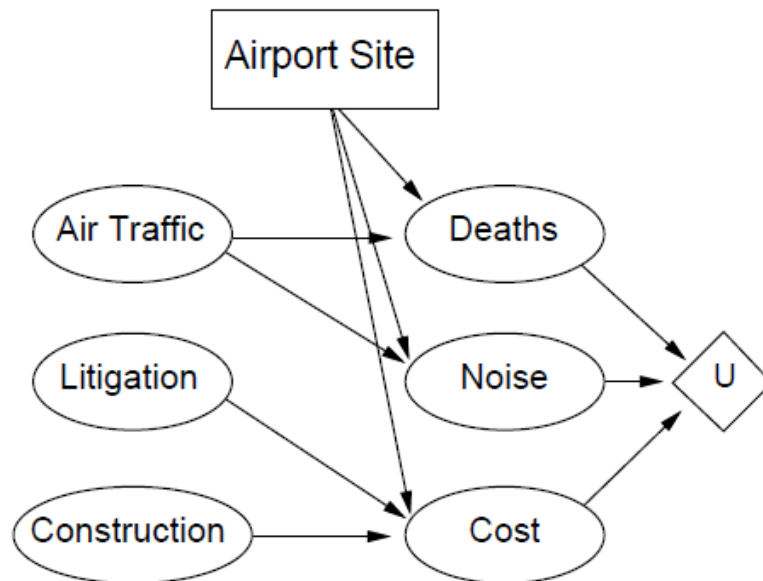 Airport Site
Air Traffic
Deaths
Litigation
Noise
U
Construction
Cost